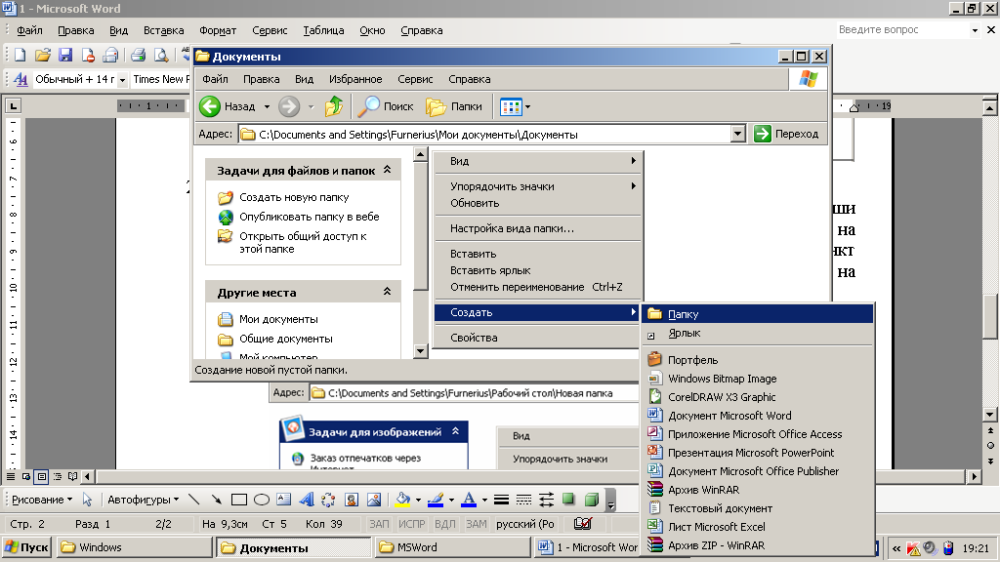 1 - Microsoft Word
Файл Правка Вид Вставка Формат Сервис Таблица Окно Справка
Введите вопрос
Обычный + 14 г
Times New
Документы
Файл Правка Вид Избранное Сервис Справка
Назад Поиск Папки
Адрес: C:\Documents and Settings\Furnerius\Мои документы\Документы Переход
Задачи для файлов и папок
Создать новую папку
Опубликовать папку в вебе
Открыть общий доступ к
этой папке
Другие места
Мои документы
Общие документы
Мой компьютер
Создание новой пустой папки.
Вид
Упорядочить значки
Обновить
Настройка вида папки...
Вставить
Вставить ярлык
Отменить переименование Ctrl+Z
Создать
Свойства
Папку
Ярлык
Портфель
Windows Bitmap Image
CorelDRAW X3 Graphic
Документ Microsoft Word
Приложение Microsoft Office Access
Презентация Microsoft PowerPoint
Документ Microsoft Office Publisher
Архив WinRAR
Текстовый документ
Лист Microsoft Excel
Архив ZIP - WinRAR
ши
на
нкт
на
Адрес: C:\Documents and Settings\Furnerius\Рабочий стол\Новая папка
Задачи для изображений
Заказ отпечатков через
Интернет
Вид
Упорядочить значки
Рисование Автофигуры
Стр. 2 Разд 1 2/2 На 9,3см Ст 5 Кол 39 ЗАП ИСПР ВДЛ ЗАМ русский (Ро
Пуск Windows Документы MSWord 1 - Microsoft Wor 19:21